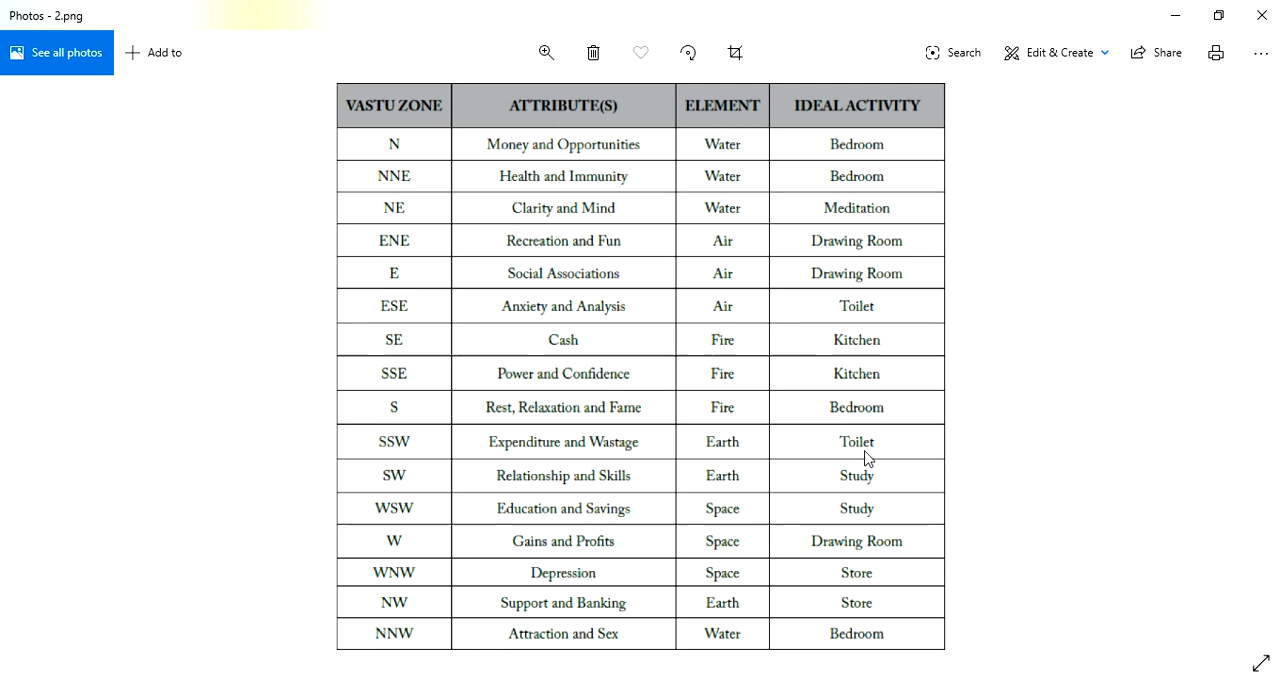 Photos - 2.png
See all photos
Add to
Search
Edit & Create
Share
VASTU ZONE ATTRIBUTE(S) ELEMENT IDEAL ACTIVITY
N Money and Opportunities Water Bedroom
NNE Health and Immunity Water Bedroom
NE Clarity and Mind Water Meditation
ENE Recreation and Fun Air Drawing Room
E Social Associations Air Drawing Room
ESE Anxiety and Analysis Air Toilet
SE Cash Fire Kitchen
SSE Power and Confidence Fire Kitchen
S Rest, Relaxation and Fame Fire Bedroom
SSW Expenditure and Wastage Earth Toilet
SW Relationship and Skills Earth Study
WSW Education and Savings Space Study
W Gains and Profits Space Drawing Room
WNW Depression Space Store
NW Support and Banking Earth Store
NNW Attraction and Sex Water Bedroom